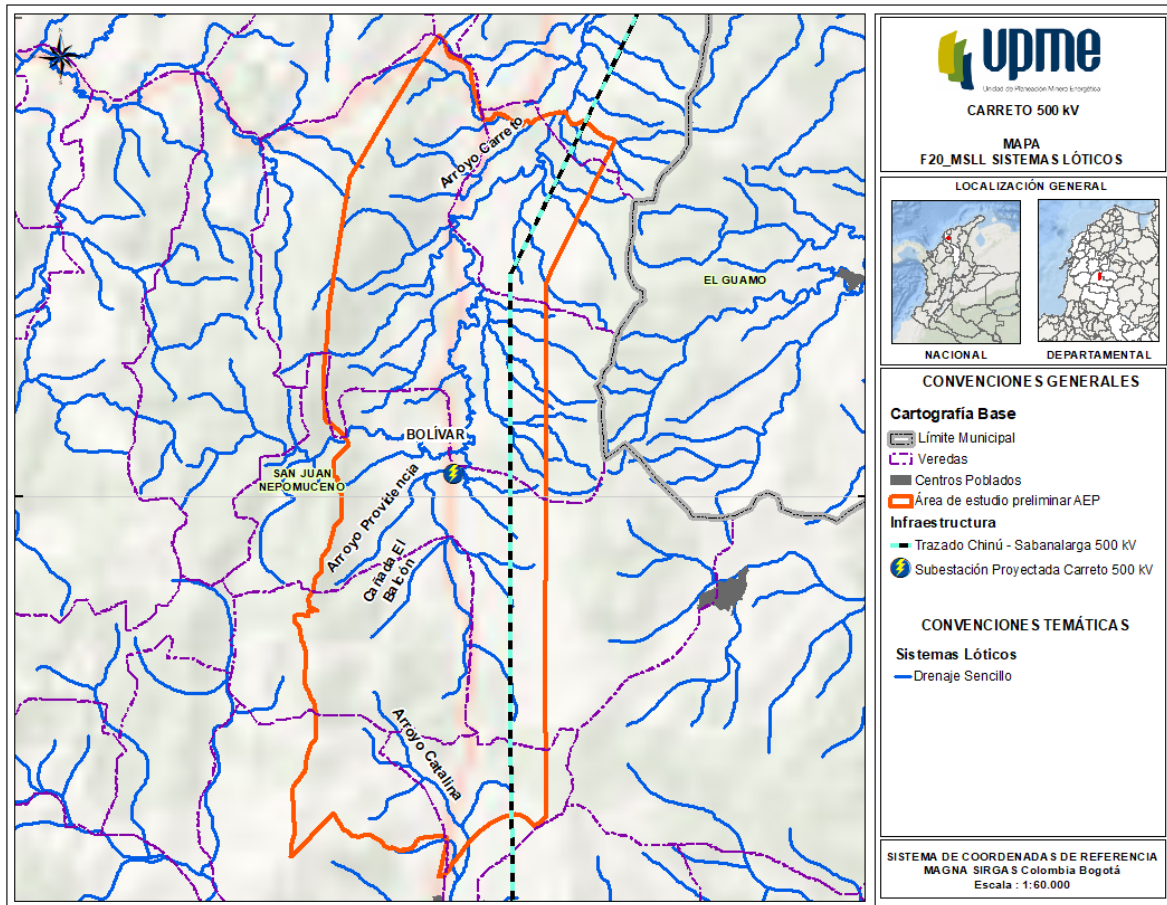 Arroyo Carreto
EL GUAMO
BOLÍVAR
SAN JUAN
NEPOMUCENO
Arroyo Providencia
Cañada El
Balcón
Arroyo Catalina
upme
Unidad de Planeación Minero Energética
CARRETO 500 kV
MAPA
F20_MSLL SISTEMAS LÓTICOS
LOCALIZACIÓN GENERAL
NACIONAL
DEPARTAMENTAL
CONVENCIONES GENERALES
Cartografía Base
Límite Municipal
Veredas
Centros Poblados
Área de estudio preliminar AEP
Infraestructura
Trazado Chinú - Sabanalarga 500 kV
Subestación Proyectada Carreto 500 kV
CONVENCIONES TEMÁTICAS
Sistemas Lóticos
Drenaje Sencillo
SISTEMA DE COORDENADAS DE REFERENCIA
MAGNA SIRGAS Colombia Bogotá
Escala : 1:60.000